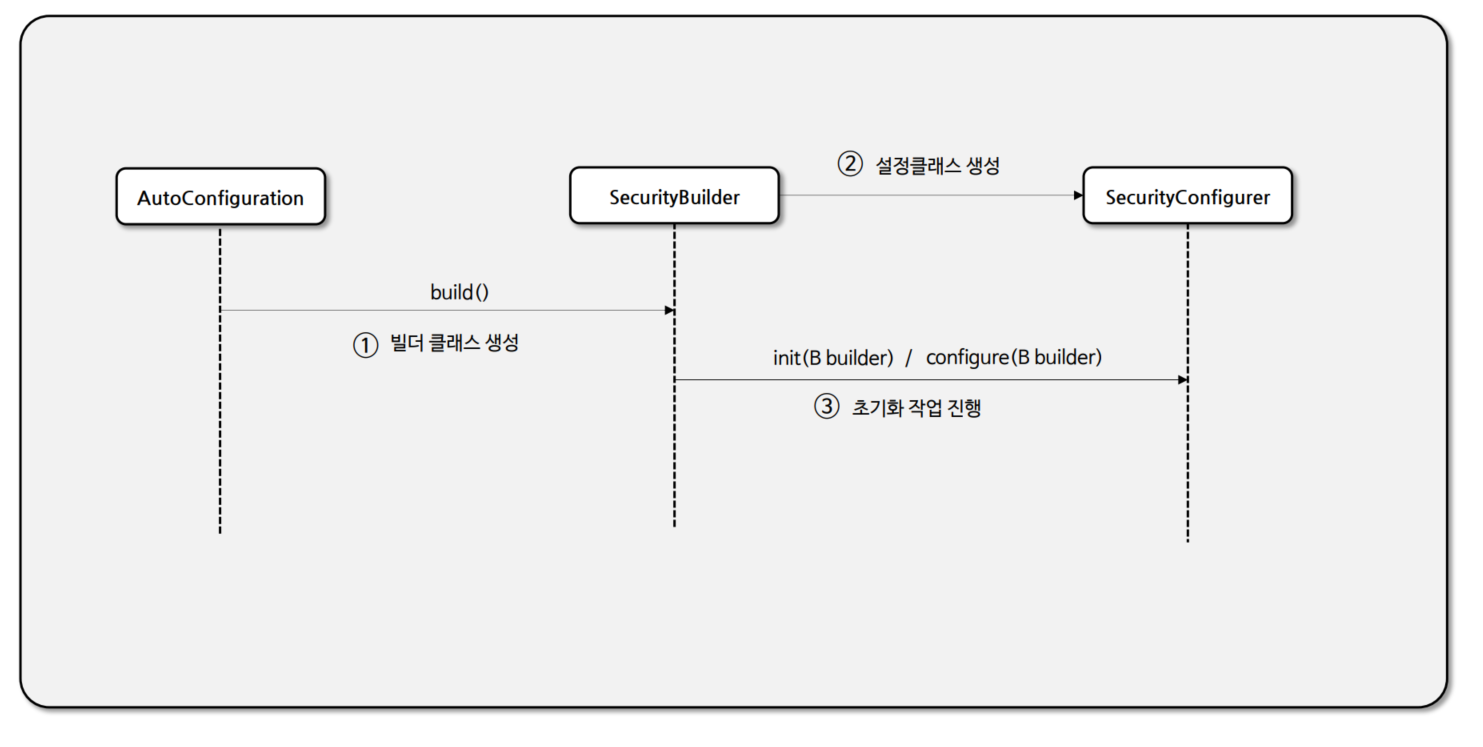 ② 설정클래스 생성
AutoConfiguration
SecurityBuilder
SecurityConfigurer
build()
① 빌더 클래스 생성
init(B builder) / configure(B builder)
③ 초기화 작업 진행